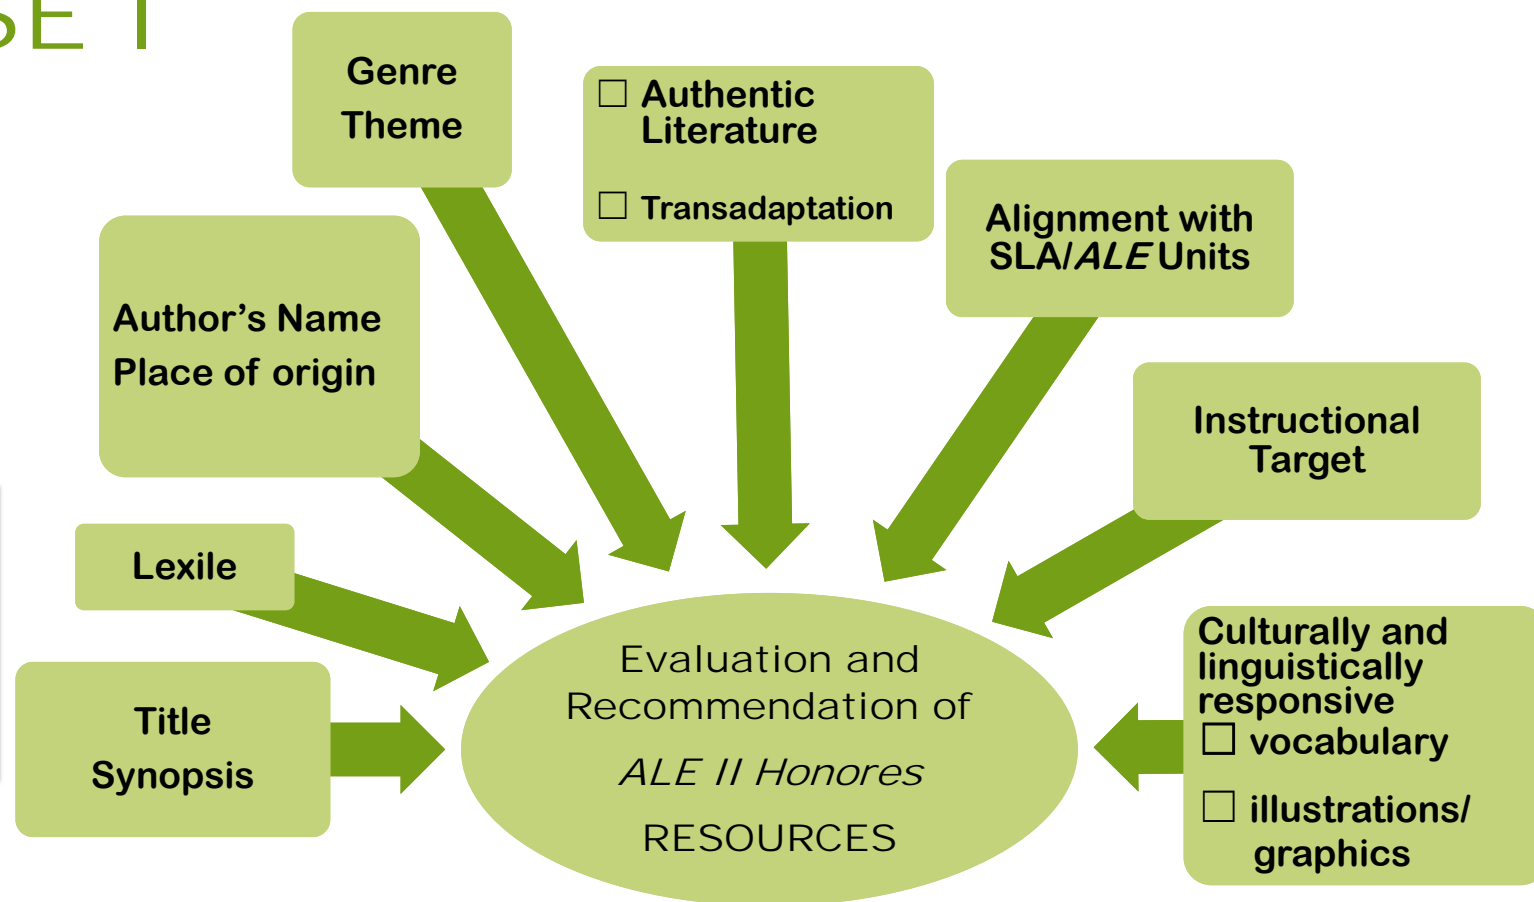 SET
Genre
Theme
☐ Authentic
Literature
☐ Transadaptation
Alignment with
SLA/ALE Units
Author’s Name
Place of origin
Instructional
Target
Lexile
Title
Synopsis
Culturally and
linguistically
responsive
☐ vocabulary
☐ illustrations/
graphics
Evaluation and
Recommendation of
ALE II Honores
RESOURCES